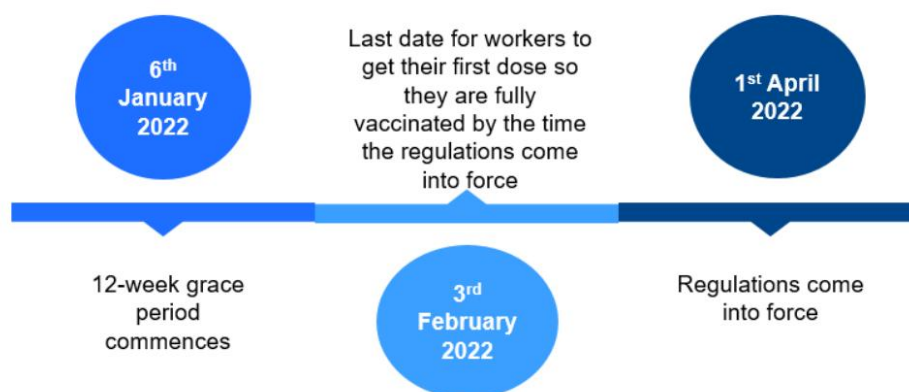 6th
January
2022
12-week grace
period
commences
Last date for workers to
get their first dose so
they are fully
vaccinated by the time
the regulations come
into force
3rd
February
2022
1st April
2022
Regulations come
into force